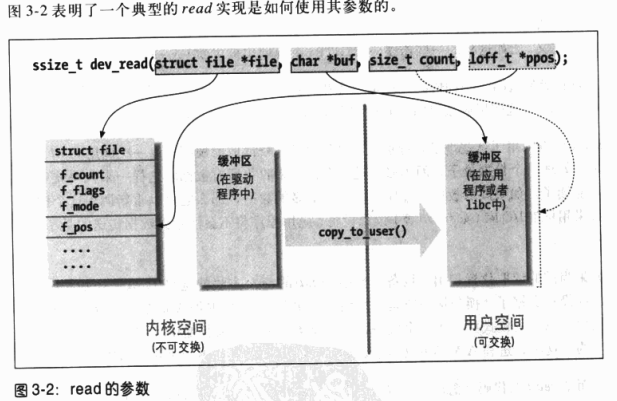 图 3-2 表明了一个典型的 read 实现是如何使用其参数的。
ssize_t dev_read(struct file *file, char *buf, size_t count, loff_t *ppos);
struct file
f_count
f_flags
f_mode
f_pos
....
....
缓冲区
(在驱动
程序中)
copy_to_user()
缓冲区
(在应用
程序或者
libc中)
内核空间
(不可交换)
用户空间
(可交换)
图 3-2: read 的参数